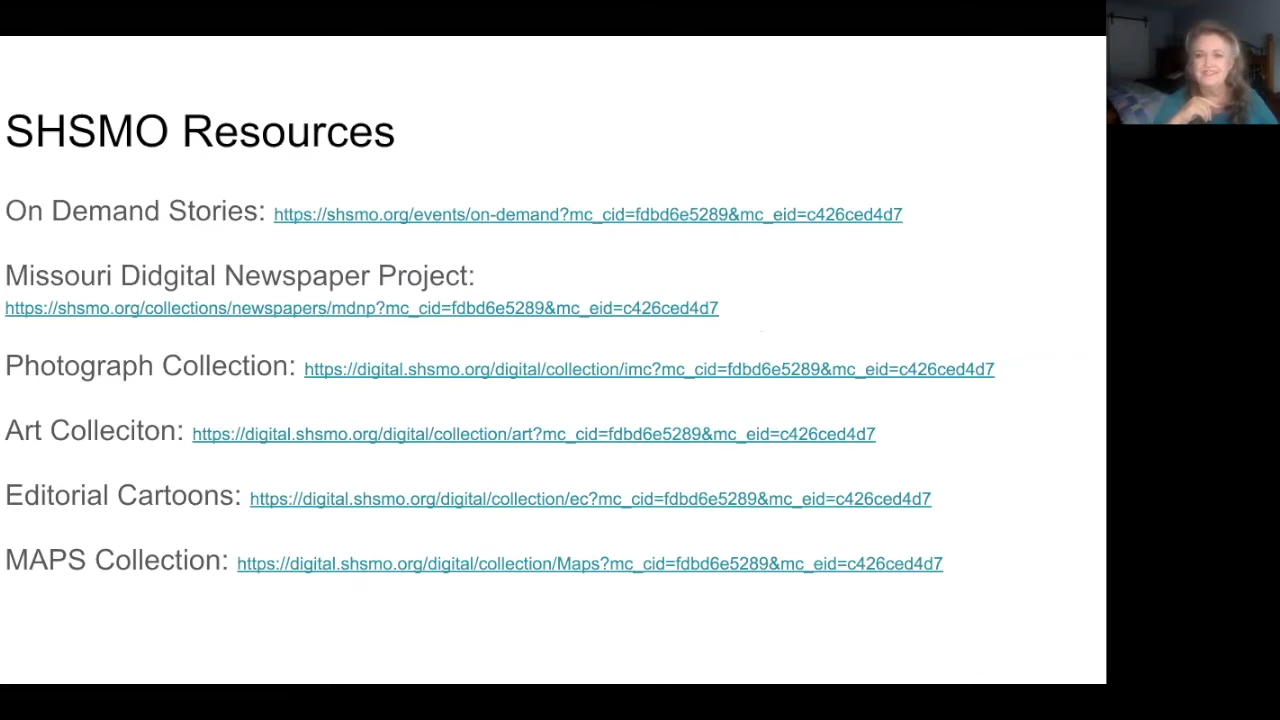 SHSMO Resources
On Demand Stories: https://shsmo.org/events/on-demand?mc_cid=fdbd6e5289&mc_eid=c426ced4d7
Missouri Didgital Newspaper Project:
https://shsmo.org/collections/newspapers/mdnp?mc_cid=fdbd6e5289&mc_eid=c426ced4d7
Photograph Collection: https://digital.shsmo.org/digital/collection/imc?mc_cid=fdbd6e5289&mc_eid=c426ced4d7
Art Colleciton: https://digital.shsmo.org/digital/collection/art?mc_cid=fdbd6e5289&mc_eid=c426ced4d7
Editorial Cartoons: https://digital.shsmo.org/digital/collection/ec?mc_cid=fdbd6e5289&mc_eid=c426ced4d7
MAPS Collection: https://digital.shsmo.org/digital/collection/Maps?mc_cid=fdbd6e5289&mc_eid=c426ced4d7